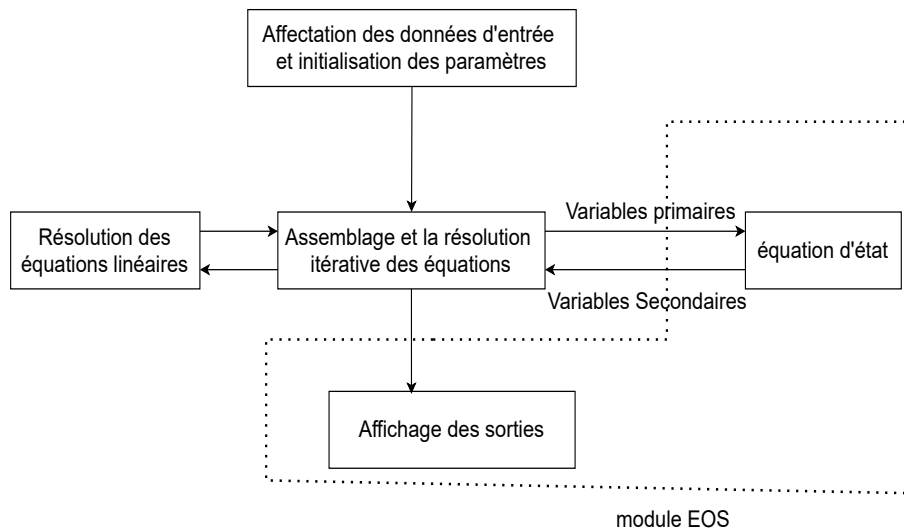 Affectation des données d'entrée
et initialisation des paramètres
Résolution des
équations linéaires
Assemblage et la résolution
itérative des équations
Variables primaires
Variables Secondaires
équation d'état
Affichage des sorties
module EOS